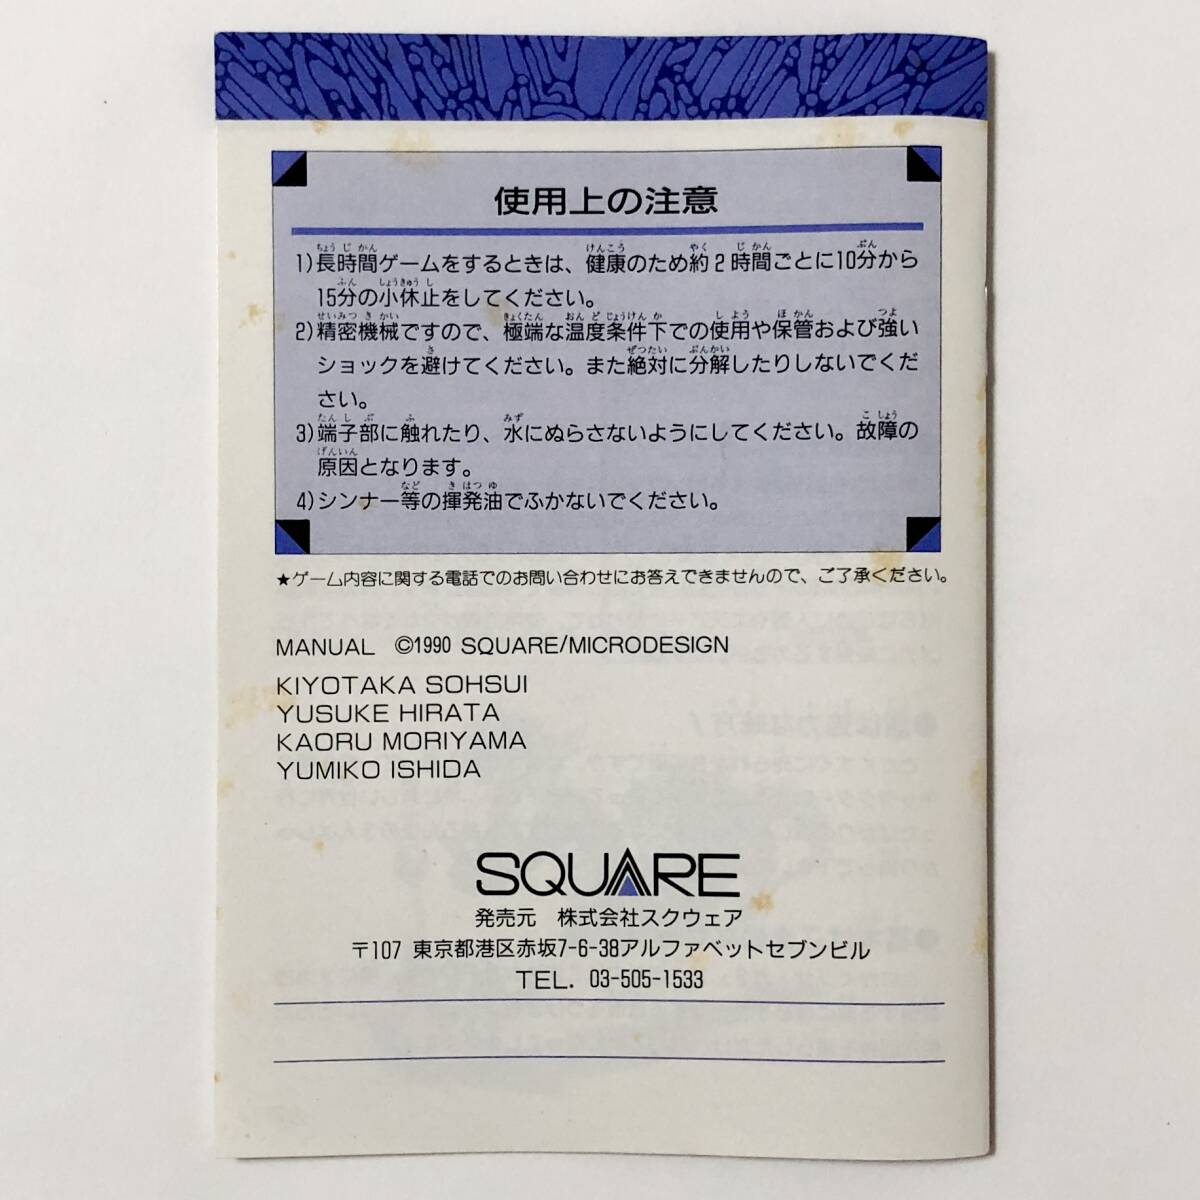 使用上の注意
1)長時間ゲームをするときは、健康のため約2時間ごとに10分から
15分の小休止をしてください。
2)精密機械ですので、極端な温度条件下での使用や保管および強い
ショックを避けてください。また絶対に分解したりしないでくだ
さい。
3)端子部に触れたり、水にぬらさないようにしてください。故障の
原因となります。
4)シンナー等の揮発油でふかないでください。
★ゲーム内容に関する電話でのお問い合わせにお答えできませんので、ご了承ください。
MANUAL ©1990 SQUARE/MICRODESIGN
KIYOTAKA SOHSUI
YUSUKE HIRATA
KAORU MORIYAMA
YUMIKO ISHIDA
SQUARE
発売元 株式会社スクウェア
〒107 東京都港区赤坂7-6-38アルファベットセブンビル
TEL. 03-505-1533